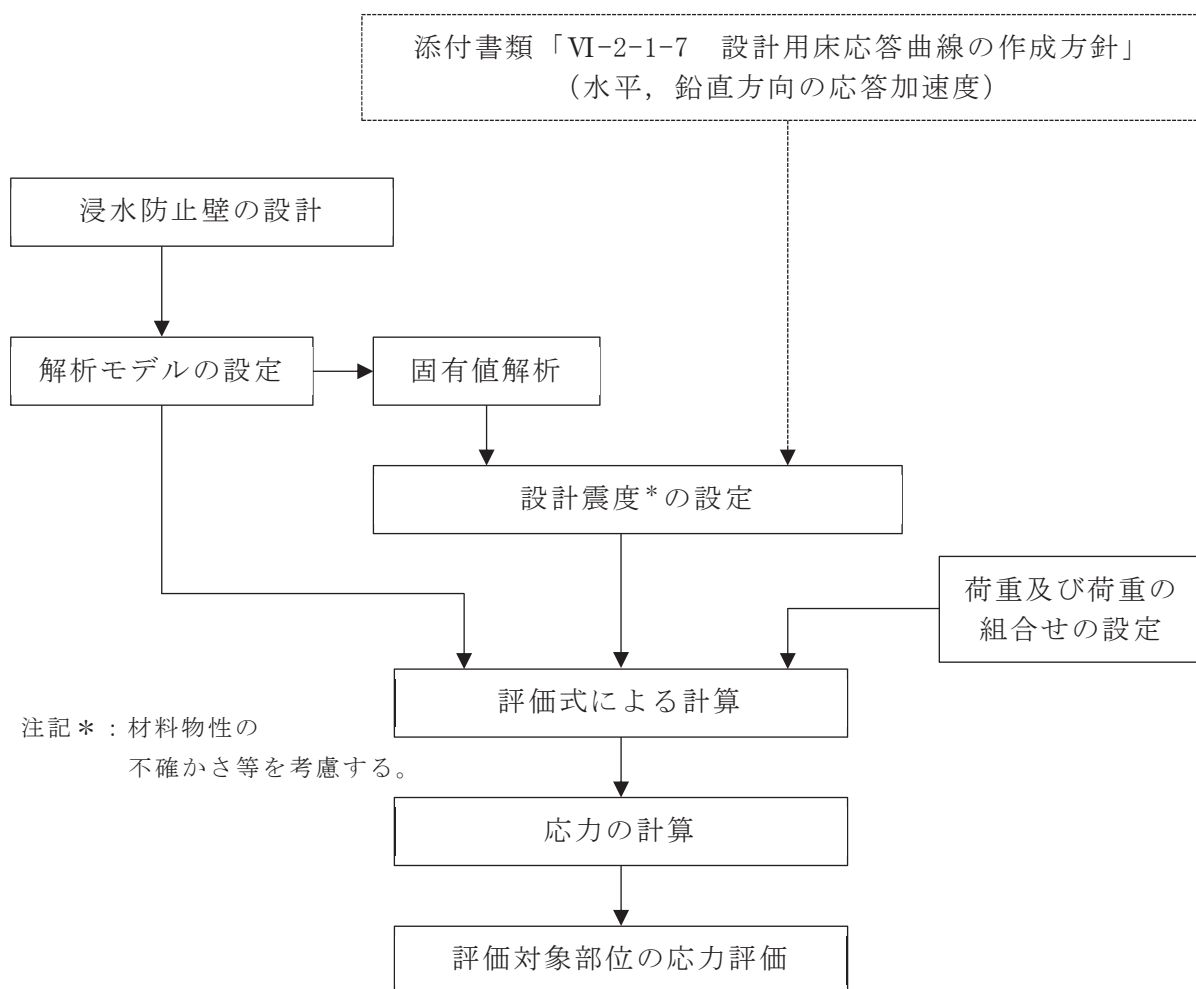 添付書類「Ⅵ-2-1-7 設計用床応答曲線の作成方針」
（水平，鉛直方向の応答加速度）
浸水防止壁の設計
解析モデルの設定
固有値解析
設計震度*の設定
荷重及び荷重の
組合せの設定
評価式による計算
注記＊：材料物性の
不確かさ等を考慮する。
応力の計算
評価対象部位の応力評価